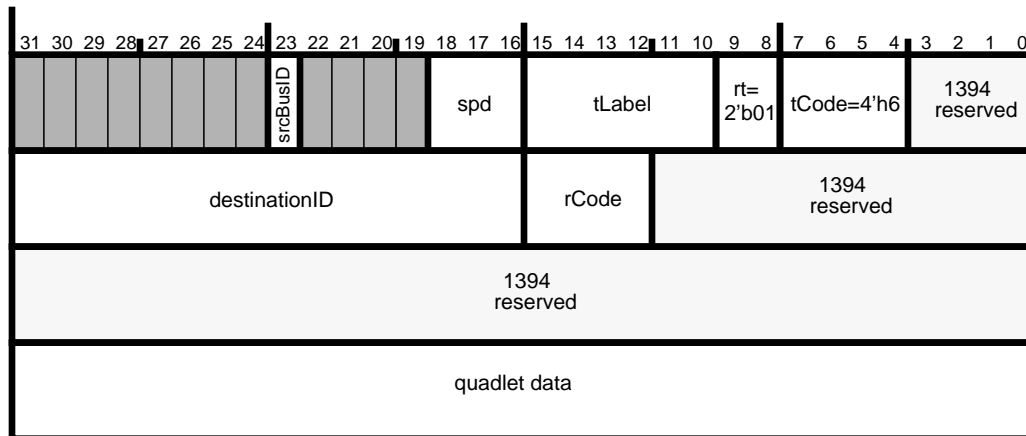 31 30 29 28 27 26 25 24 23 22 21 20 19 18 17 16 15 14 13 12 11 10 9 8 7 6 5 4 3 2 1 0
srcBusID
spd
tLabel
rt=
2'b01
tCode=4'h6
1394
reserved
destinationID
rCode
1394
reserved
1394
reserved
quadlet data